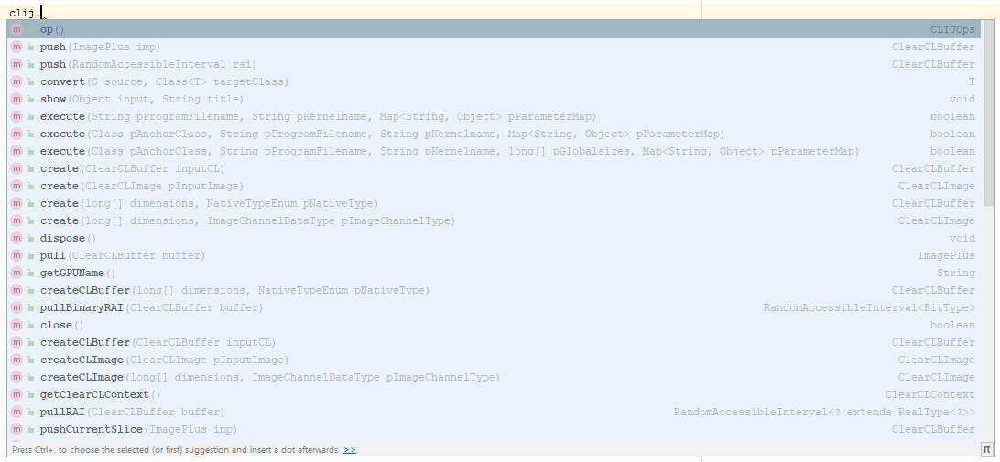 clij.
m op() CLIJOps
m push(ImagePlus imp) ClearCLBuffer
m push(RandomAccessibleInterval rai) ClearCLBuffer
m convert(S source, Class<T> targetClass) T
m show(Object input, String title) void
m execute(String pProgramFilename, String pKernelname, Map<String, Object> pParameterMap) boolean
m execute(Class pAnchorClass, String pProgramFilename, String pKernelname, Map<String, Object> pParameterMap) boolean
m execute(Class pAnchorClass, String pProgramFilename, String pKernelname, long[] pGlobalsizes, Map<String, Object> pParameterMap) boolean
m create(ClearCLBuffer inputCL) ClearCLBuffer
m create(ClearCLImage pInputImage) ClearCLImage
m create(long[] dimensions, NativeTypeEnum pNativeType) ClearCLBuffer
m create(long[] dimensions, ImageChannelDataType pImageChannelType) ClearCLImage
m dispose() void
m pull(ClearCLBuffer buffer) ImagePlus
m getGPUName() String
m createCLBuffer(long[] dimensions, NativeTypeEnum pNativeType) ClearCLBuffer
m pullBinaryRAI(ClearCLBuffer buffer) RandomAccessibleInterval<BitType>
m close() boolean
m createCLBuffer(ClearCLBuffer inputCL) ClearCLBuffer
m createCLImage(ClearCLImage pInputImage) ClearCLImage
m createCLImage(long[] dimensions, ImageChannelDataType pImageChannelType) ClearCLImage
m getClearCLContext() ClearCLContext
m pullRAI(ClearCLBuffer buffer) RandomAccessibleInterval<? extends RealType<?>>
m pushCurrentSlice(ImagePlus imp) ClearCLBuffer
Press Ctrl+. to choose the selected (or first) suggestion and insert a dot afterwards >> π